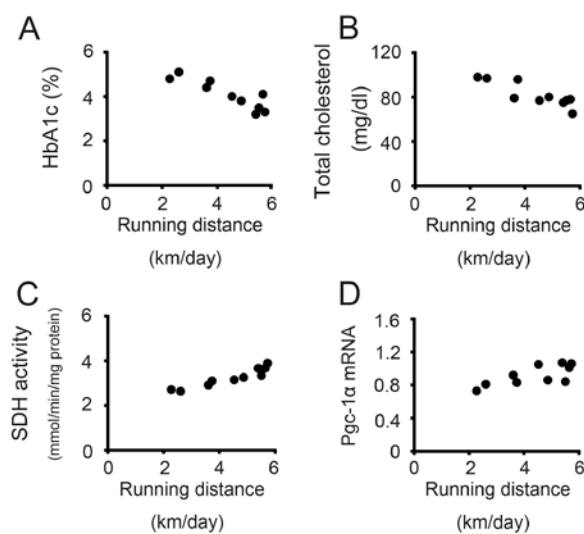 A
HbA1c (%)
6
4
2
0
0 2 4 6
Running distance
(km/day)
B
Total cholesterol
(mg/dl)
120
80
40
0
0 2 4 6
Running distance
(km/day)
C
SDH activity
(mmol/min/mg protein)
6
4
2
0
0 2 4 6
Running distance
(km/day)
D
Pgc-1α mRNA
1.6
1.2
0.8
0.4
0
0 2 4 6
Running distance
(km/day)